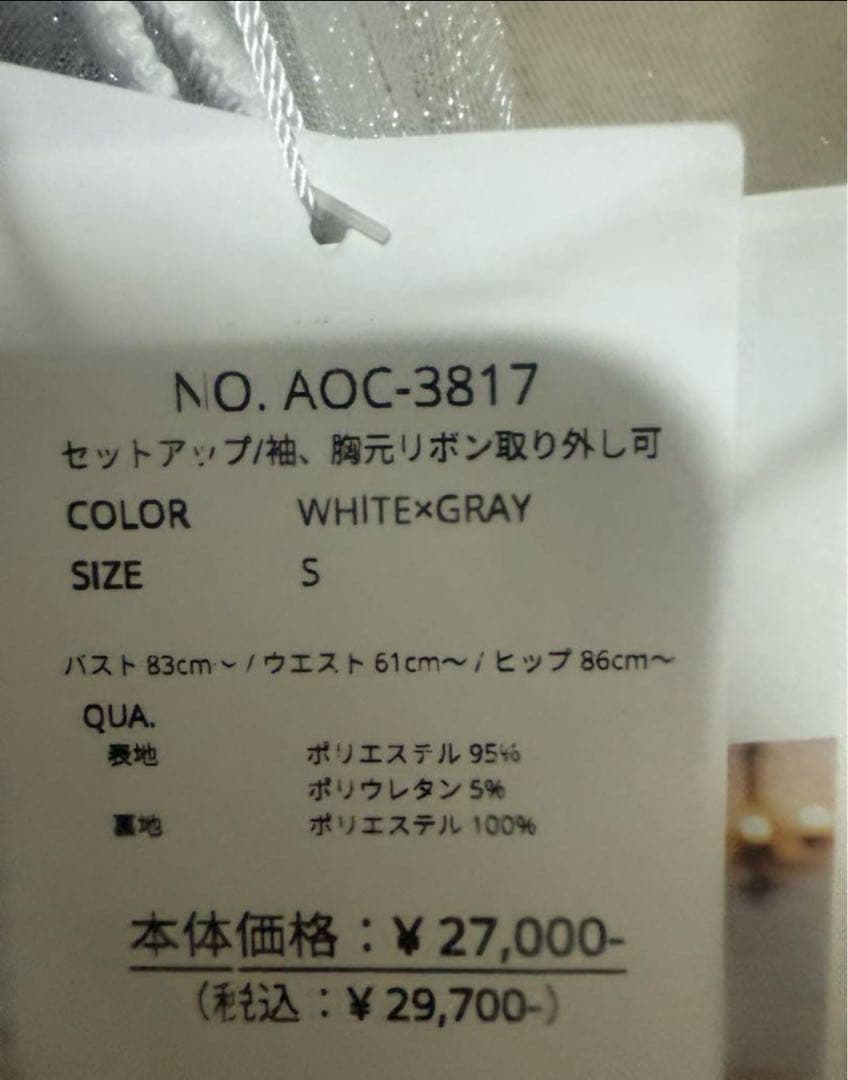 NO. AOC-3817
セットアップ/袖、胸元リボン取り外し可
COLOR WHITE×GRAY
SIZE S
バスト 83cm~ / ウエスト 61cm~ / ヒップ 86cm~
QUA.
表地 ポリエステル 95%
ポリウレタン 5%
裏地 ポリエステル 100%
本体価格:¥ 27,000-
(税込:¥ 29,700-)